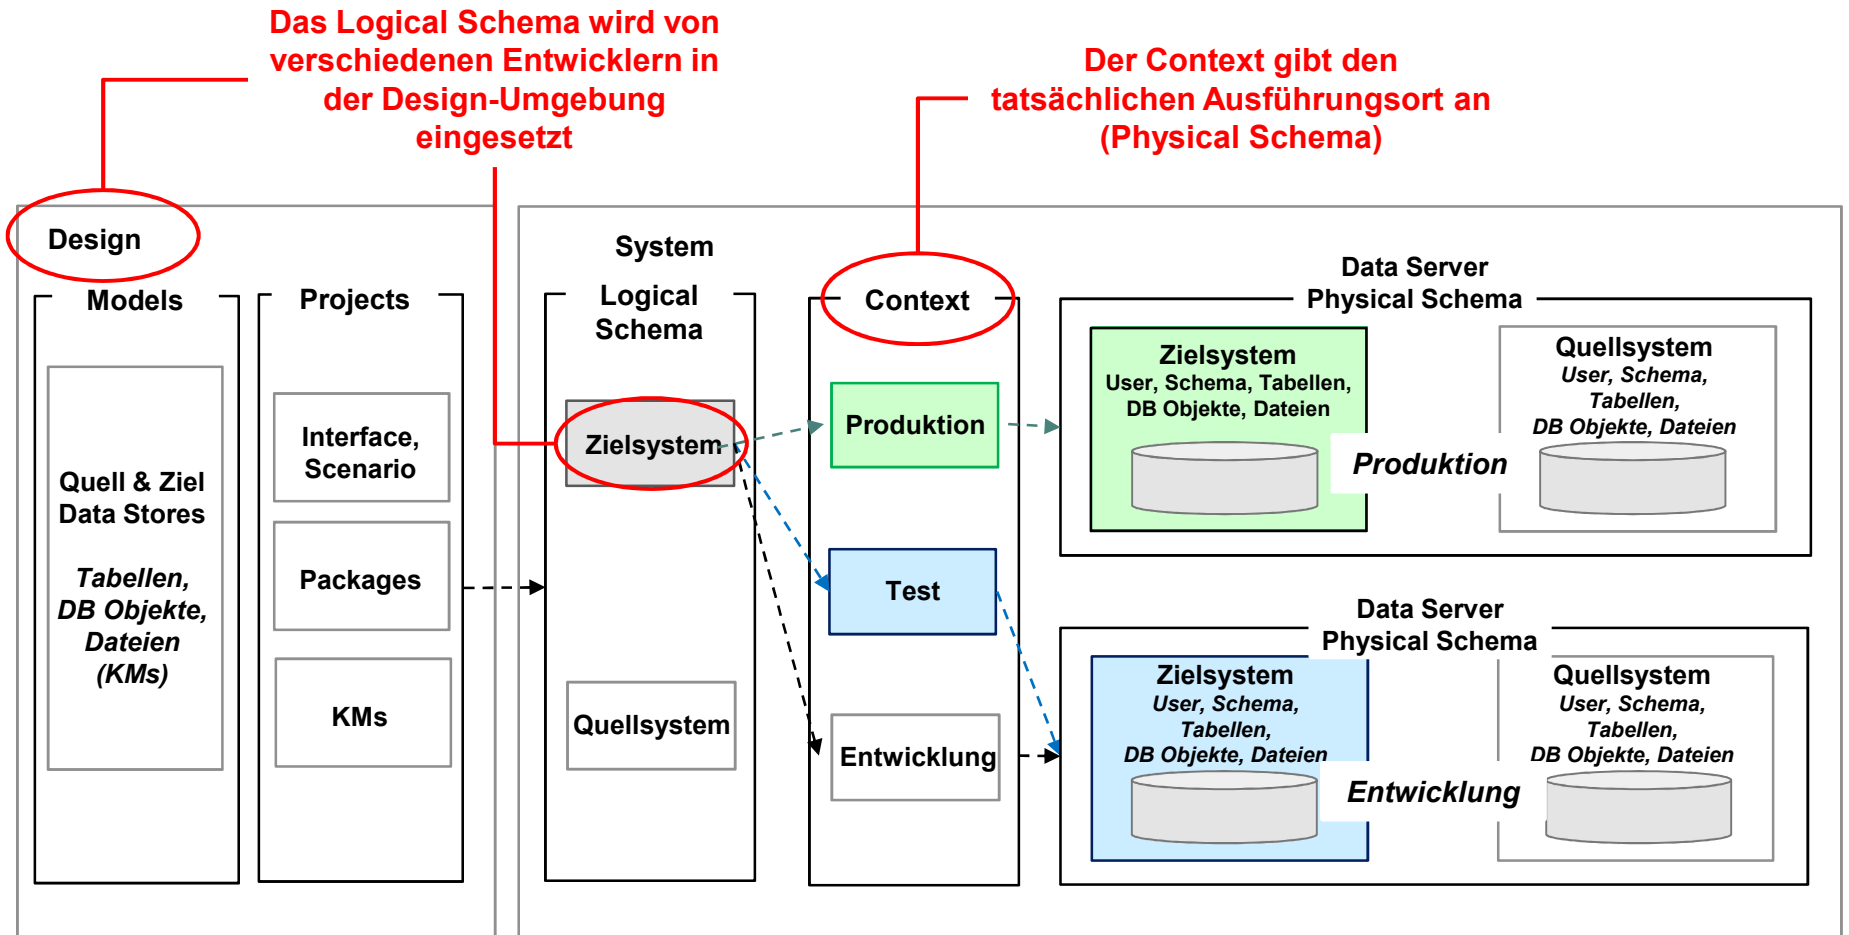 Das Logical Schema wird von
verschiedenen Entwicklern in
der Design-Umgebung
eingesetzt
Der Context gibt den
tatsächlichen Ausführungsort an
(Physical Schema)
Design
Models
Quell & Ziel
Data Stores
Tabellen,
DB Objekte,
Dateien
(KMs)
Projects
Interface,
Scenario
Packages
KMs
System
Logical
Schema
Zielsystem
Quellsystem
Context
Produktion
Test
Entwicklung
Data Server
Physical Schema
Zielsystem
User, Schema, Tabellen,
DB Objekte, Dateien
Produktion
Quellsystem
User, Schema,
Tabellen,
DB Objekte, Dateien
Data Server
Physical Schema
Zielsystem
User, Schema,
Tabellen,
DB Objekte, Dateien
Entwicklung
Quellsystem
User, Schema,
Tabellen,
DB Objekte, Dateien